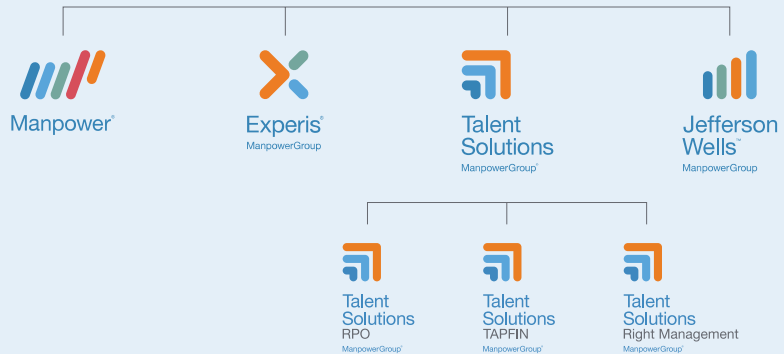 Manpower®
Experis®
ManpowerGroup
Talent
Solutions
ManpowerGroup®
Jefferson
Wells™
ManpowerGroup
Talent
Solutions
RPO
ManpowerGroup®
Talent
Solutions
TAPFIN
ManpowerGroup®
Talent
Solutions
Right Management
ManpowerGroup®